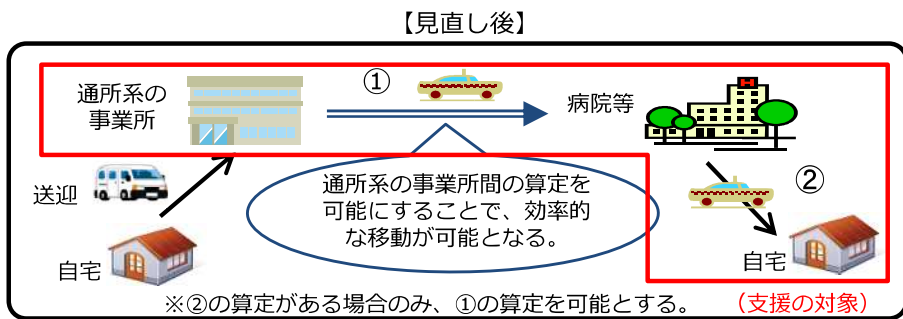 【見直し後】
①
通所系の
事業所
病院等
H
送迎
通所系の事業所間の算定を
可能にすることで、効率的
な移動が可能となる。
②
自宅
自宅
※②の算定がある場合のみ、①の算定を可能とする。
(支援の対象)